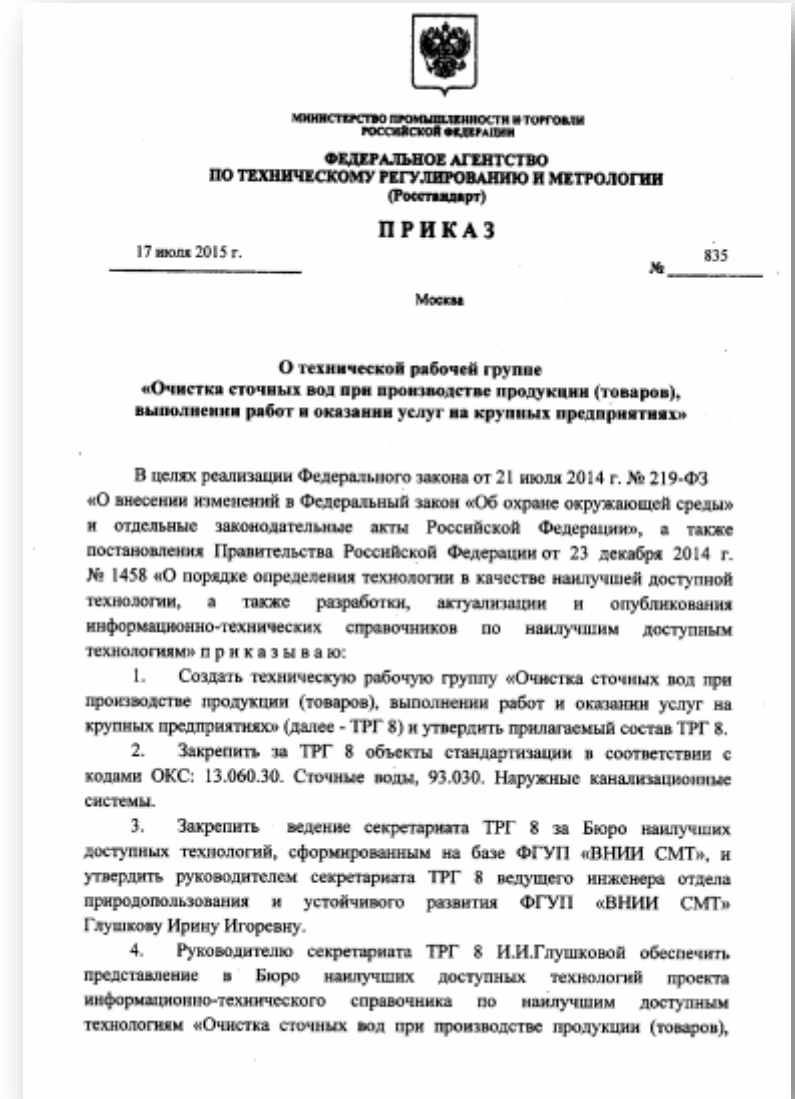 МИНИСТЕРСТВО ПРОМЫШЛЕННОСТИ И ТОРГОВЛИ
РОССИЙСКОЙ ФЕДЕРАЦИИ
ФЕДЕРАЛЬНОЕ АГЕНТСТВО
ПО ТЕХНИЧЕСКОМУ РЕГУЛИРОВАНИЮ И МЕТРОЛОГИИ
(Росстандарт)
П Р И К А З
17 июля 2015 г.
№ 835
Москва
О технической рабочей группе
«Очистка сточных вод при производстве продукции (товаров),
выполнении работ и оказании услуг на крупных предприятиях»
В целях реализации Федерального закона от 21 июля 2014 г. № 219-ФЗ
«О внесении изменений в Федеральный закон «Об охране окружающей среды»
и отдельные законодательные акты Российской Федерации», а также
постановления Правительства Российской Федерации от 23 декабря 2014 г.
№ 1458 «О порядке определения технологии в качестве наилучшей доступной
технологии, а также разработки, актуализации и опубликования
информационно-технических справочников по наилучшим доступным
технологиям» п р и к а з ы в а ю:
1. Создать техническую рабочую группу «Очистка сточных вод при
производстве продукции (товаров), выполнении работ и оказании услуг на
крупных предприятиях» (далее - ТРГ 8) и утвердить прилагаемый состав ТРГ 8.
2. Закрепить за ТРГ 8 объекты стандартизации в соответствии с
кодами ОКС: 13.060.30. Сточные воды, 93.030. Наружные канализационные
системы.
3. Закрепить ведение секретариата ТРГ 8 за Бюро наилучших
доступных технологий, сформированным на базе ФГУП «ВНИИ СМТ», и
утвердить руководителем секретариата ТРГ 8 ведущего инженера отдела
природопользования и устойчивого развития ФГУП «ВНИИ СМТ»
Глушкову Ирину Игоревну.
4. Руководителю секретариата ТРГ 8 И.И.Глушковой обеспечить
представление в Бюро наилучших доступных технологий проекта
информационно-технического справочника по наилучшим доступным
технологиям «Очистка сточных вод при производстве продукции (товаров),